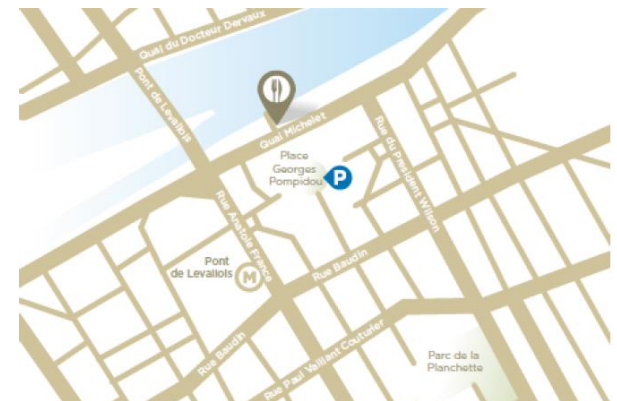 Quai du Docteur Dervaux
Pont de Levallois
Quai Michelet
Place
Georges
Pompidou
P
Rue du President Wilson
Rue Anatole France
Pont
de Levallois
M
Rue Baudin
Rue Baudin
Rue Paul Vaillant Couturier
Parc de la
Planchette